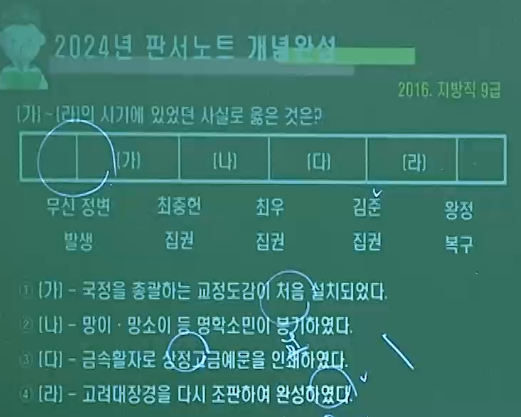 2024년 판서노트 개념완성
2016. 지방직 9급
(가)~(라)의 시기에 있었던 사실로 옳은 것은?
(가) (나) (다) (라)
무신 정변 최충헌 최우 김준 왕정
발생 집권 집권 집권 복구
① (가) - 국정을 총괄하는 교정도감이 처음 설치되었다.
② (나) - 망이·망소이 등 명학소민이 봉기하였다.
③ (다) - 금속활자로 상정고금예문을 인쇄하였다.
④ (라) - 고려대장경을 다시 조판하여 완성하였다.